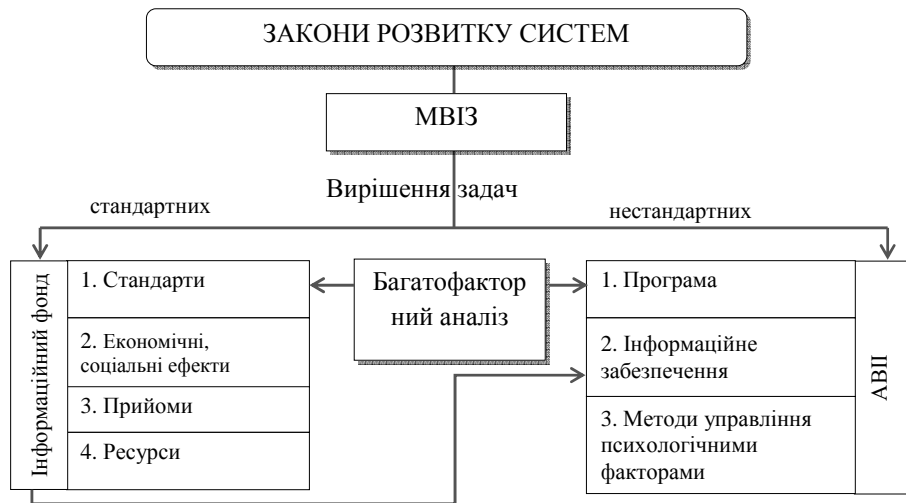 ЗАКОНИ РОЗВИТКУ СИСТЕМ
МВІЗ
Вирішення задач
стандартних
нестандартних
Інформаційний фонд
1. Стандарти
2. Економічні,
соціальні ефекти
3. Прийоми
4. Ресурси
Багатофактор
ний аналіз
1. Програма
2. Інформаційне
забезпечення
3. Методи управління
психологічними
факторами
АВІІ